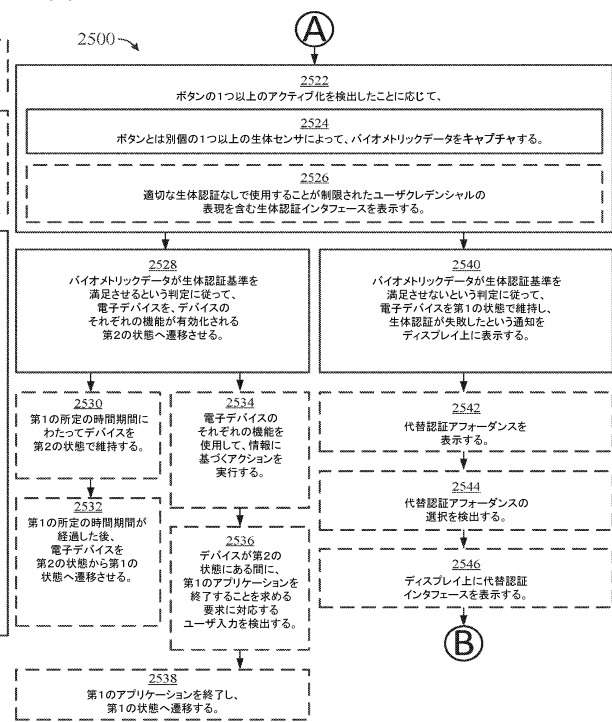 A
2500
2522
ボタンの1つ以上のアクティブ化を検出したことに応じて、
2524
ボタンとは別個の1つ以上の生体センサによって、バイオメトリックデータをキャプチャする。
2526
適切な生体認証なしで使用することが制限されたユーザクレデンシャルの
表現を含む生体認証インタフェースを表示する。
2528
バイオメトリックデータが生体認証基準を
満足させるという判定に従って、
電子デバイスを、デバイスの
それぞれの機能が有効化される
第2の状態へ遷移させる。
2540
バイオメトリックデータが生体認証基準を
満足させないという判定に従って、
電子デバイスを第1の状態で維持し、
生体認証が失敗したという通知を
ディスプレイ上に表示する。
2530
第1の所定の時間期間に
わたってデバイスを
第2の状態で維持する。
2532
第1の所定の時間期間が
経過した後、
電子デバイスを
第2の状態から第1の
状態へ遷移させる。
2534
電子デバイスの
それぞれの機能を
使用して、情報に
基づくアクションを
実行する。
2536
デバイスが第2の
状態にある間に、
第1のアプリケーションを
終了することを求める
要求に対応する
ユーザ入力を検出する。
2538
第1のアプリケーションを終了し、
第1の状態へ遷移する。
2542
代替認証アフォーダンスを
表示する。
2544
代替認証アフォーダンスの
選択を検出する。
2546
ディスプレイ上に代替認証
インタフェースを表示する。
B